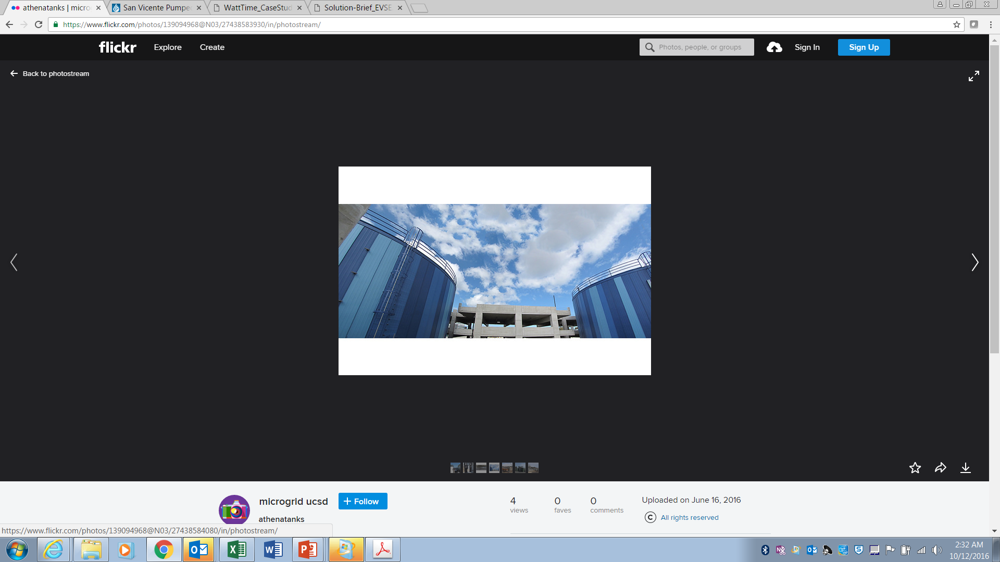 athenatanks | micro
San Vicente Pumpe
WattTime_CaseStud
Solution-Brief_EVSE
https://www.flickr.com/photos/139094968@N03/27438583930/in/photostream/
flickr
Explore
Create
Photos, people, or groups
Sign In
Sign Up
Back to photostream
microgrid ucsd
+ Follow
athenatanks
4
views
0
faves
0
comments
Uploaded on June 16, 2016
© All rights reserved
https://www.flickr.com/photos/139094968@N03/27438584080/in/photostream/
2:32 AM
10/12/2016